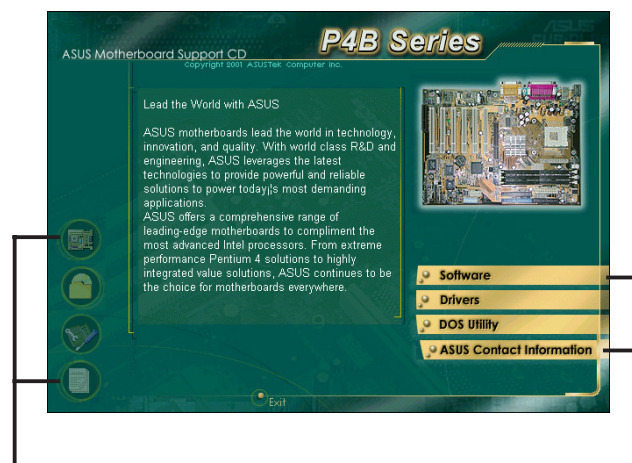 ASUS Motherboard Support CD
P4B Series
Copyright 2001 ASUSTek Computer Inc.
Lead the World with ASUS
ASUS motherboards lead the world in technology,
innovation, and quality. With world class R&D and
engineering, ASUS leverages the latest
technologies to provide powerful and reliable
solutions to power today¡¦s most demanding
applications.
ASUS offers a comprehensive range of
leading-edge motherboards to compliment the
most advanced Intel processors. From extreme
performance Pentium 4 solutions to highly
integrated value solutions, ASUS continues to be
the choice for motherboards everywhere.
Software
Drivers
DOS Utility
ASUS Contact Information
Exit